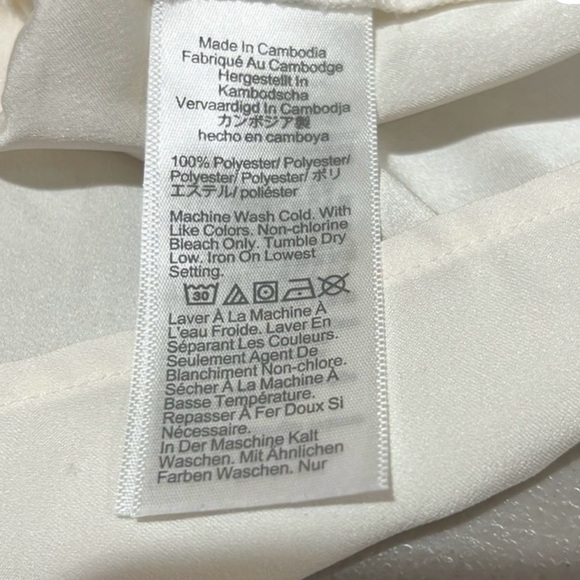 Made In Cambodia
Fabriqué Au Cambodge
Hergestellt In
Kambodscha
Vervaardigd In Cambodja
カンボジア製
hecho en camboya
100% Polyester/ Polyester/
Polyester/ Polyester/ ポリ
エステル/ poliéster
Machine Wash Cold. With
Like Colors. Non-chlorine
Bleach Only. Tumble Dry
Low. Iron On Lowest
Setting.
30
Laver À La Machine À
L'eau Froide. Laver En
Séparant Les Couleurs.
Seulement Agent De
Blanchiment Non-chlore.
Sécher À La Machine À
Basse Température.
Repasser À Fer Doux Si
Nécessaire.
In Der Maschine Kalt
Waschen. Mit Ähnlichen
Farben Waschen. Nur